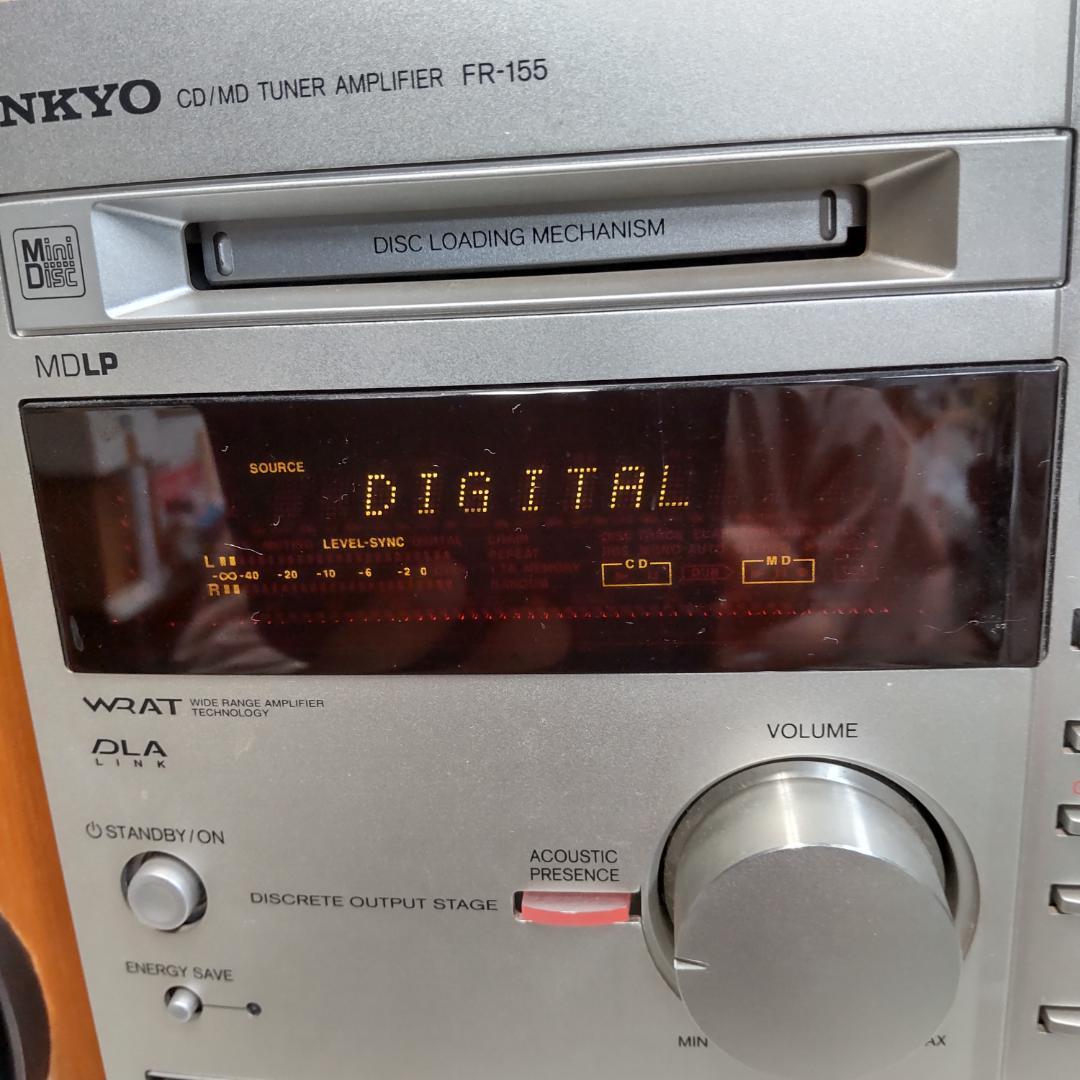 NKYO CD/MD TUNER AMPLIFIER FR-155
DISC LOADING MECHANISM
Mini
Disc
MDLP
SOURCE
DIGITAL
LEVEL-SYNC
L
-∞-40 -20 -10 -6 -2 0
R
CD
MD
WRAT WIDE RANGE AMPLIFIER
TECHNOLOGY
DLA
LINK
VOLUME
STANDBY/ON
ACOUSTIC
PRESENCE
DISCRETE OUTPUT STAGE
ENERGY SAVE
MIN
AX